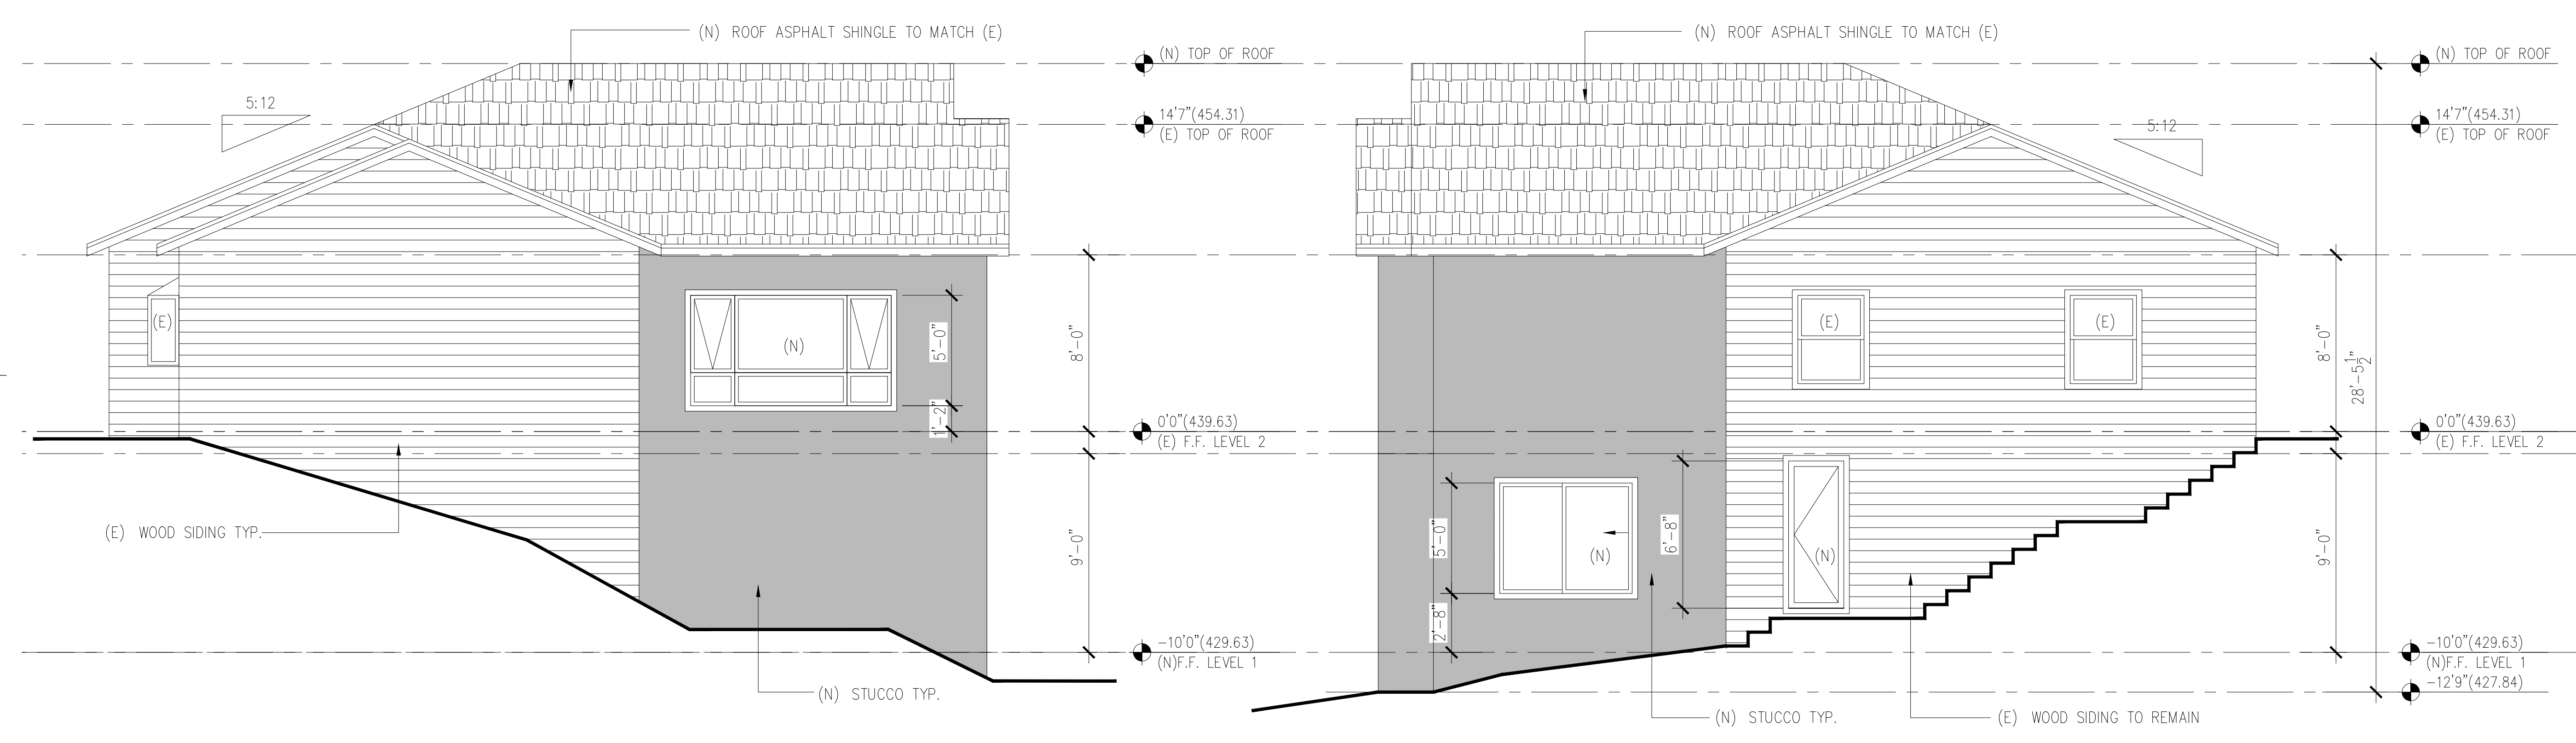 (N) ROOF ASPHALT SHINGLE TO MATCH (E)
(N) TOP OF ROOF
5:12
14'7"(454.31)
(E) TOP OF ROOF
(E)
(N)
5'-0"
1'-2"
8'-0"
0'0"(439.63)
(E) F.F. LEVEL 2
(E) WOOD SIDING TYP.
9'-0"
-10'0"(429.63)
(N)F.F. LEVEL 1
(N) STUCCO TYP.
(N) ROOF ASPHALT SHINGLE TO MATCH (E)
(N) TOP OF ROOF
14'7"(454.31)
(E) TOP OF ROOF
5:12
(E)
(E)
8'-0"
28'-5 1/2"
0'0"(439.63)
(E) F.F. LEVEL 2
5'-0"
(N)
6'-8"
(N)
9'-0"
2'-8"
-10'0"(429.63)
(N)F.F. LEVEL 1
-12'9"(427.84)
(N) STUCCO TYP.
(E) WOOD SIDING TO REMAIN